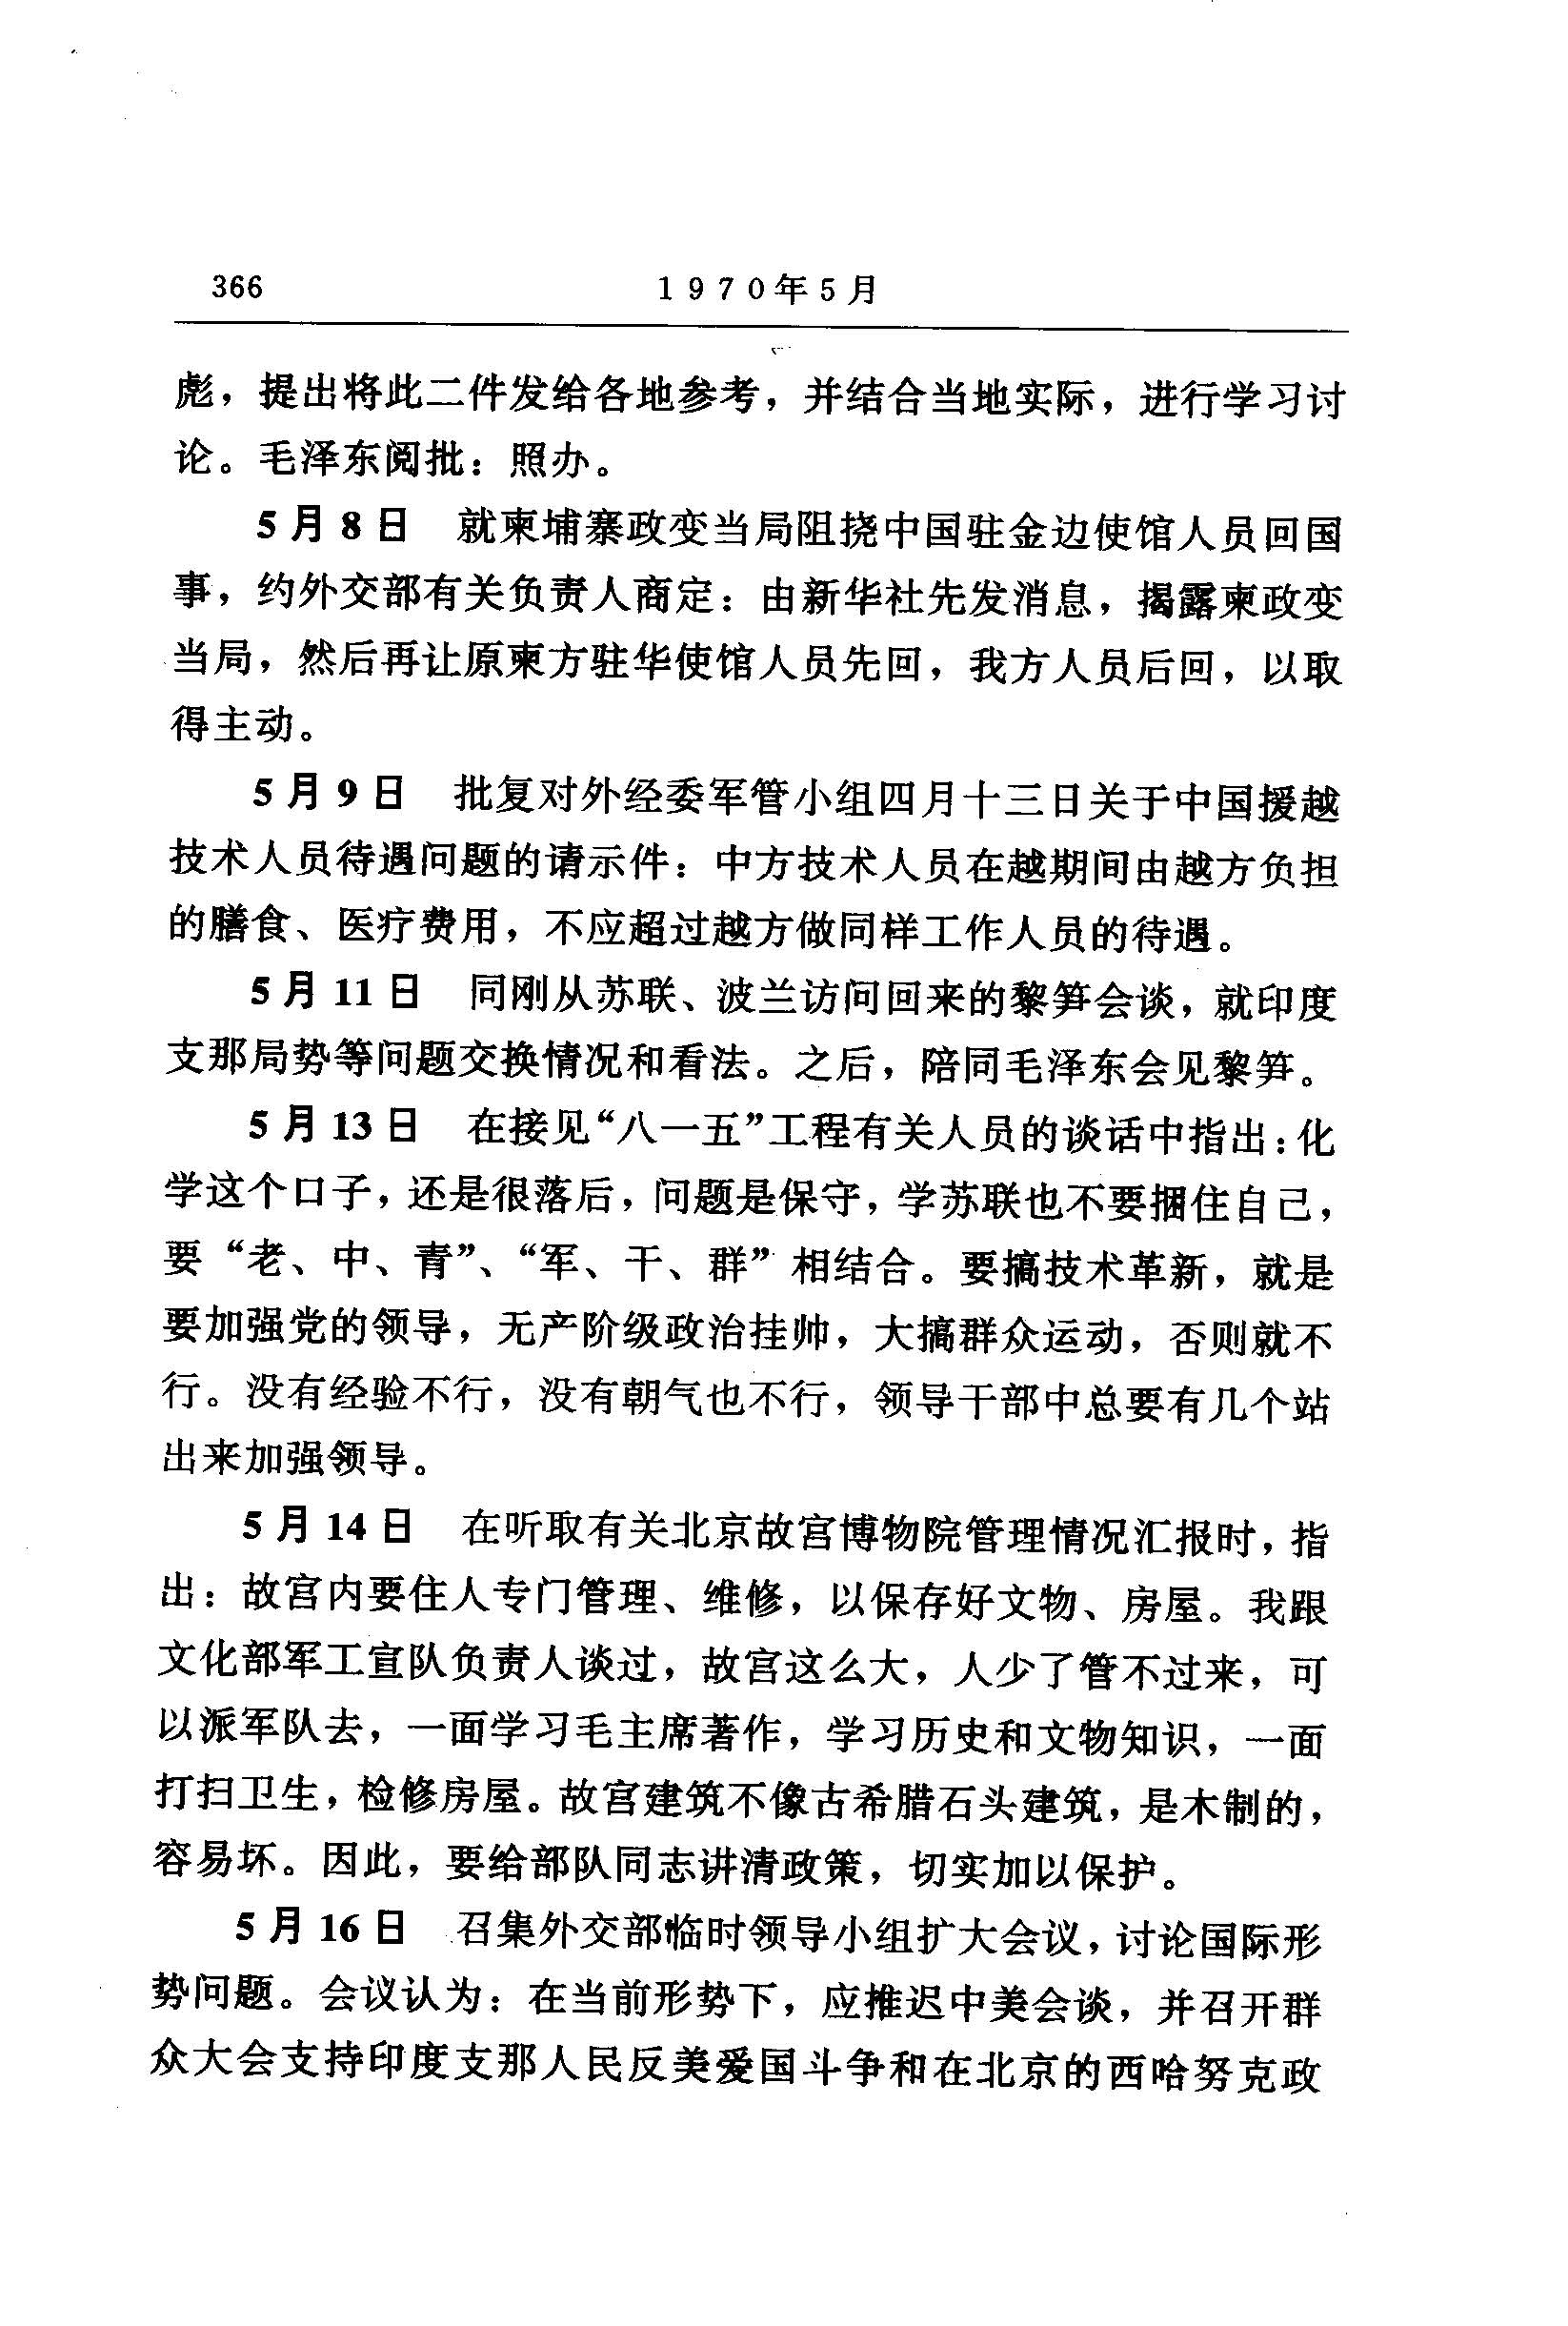 366 1970年5月
彪，提出将此二件发给各地参考，并结合当地实际，进行学习讨
论。毛泽东阅批：照办。
5月8日 就柬埔寨政变当局阻挠中国驻金边使馆人员回国
事，约外交部有关负责人商定：由新华社先发消息，揭露柬政变
当局，然后再让原柬方驻华使馆人员先回，我方人员后回，以取
得主动。
5月9日 批复对外经委军管小组四月十三日关于中国援越
技术人员待遇问题的请示件：中方技术人员在越期间由越方负担
的膳食、医疗费用，不应超过越方做同样工作人员的待遇。
5月11日 同刚从苏联、波兰访问回来的黎笋会谈，就印度
支那局势等问题交换情况和看法。之后，陪同毛泽东会见黎笋。
5月13日 在接见“八一五”工程有关人员的谈话中指出：化
学这个口子，还是很落后，问题是保守，学苏联也不要捆住自己，
要“老、中、青”、“军、干、群”相结合。要搞技术革新，就是
要加强党的领导，无产阶级政治挂帅，大搞群众运动，否则就不
行。没有经验不行，没有朝气也不行，领导干部中总要有几个站
出来加强领导。
5月14日 在听取有关北京故宫博物院管理情况汇报时，指
出：故宫内要住人专门管理、维修，以保存好文物、房屋。我跟
文化部军工宣队负责人谈过，故宫这么大，人少了管不过来，可
以派军队去，一面学习毛主席著作，学习历史和文物知识，一面
打扫卫生，检修房屋。故宫建筑不像古希腊石头建筑，是木制的，
容易坏。因此，要给部队同志讲清政策，切实加以保护。
5月16日 召集外交部临时领导小组扩大会议，讨论国际形
势问题。会议认为：在当前形势下，应推迟中美会谈，并召开群
众大会支持印度支那人民反美爱国斗争和在北京的西哈努克政